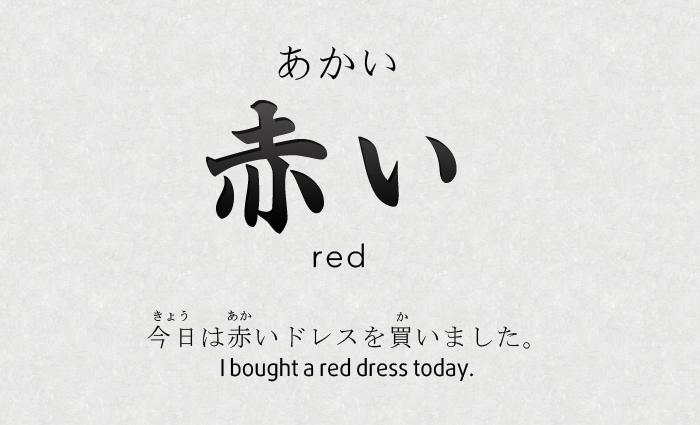 あかい
赤い
red
きょう あか か
今日は赤いドレスを買いました。
I bought a red dress today.